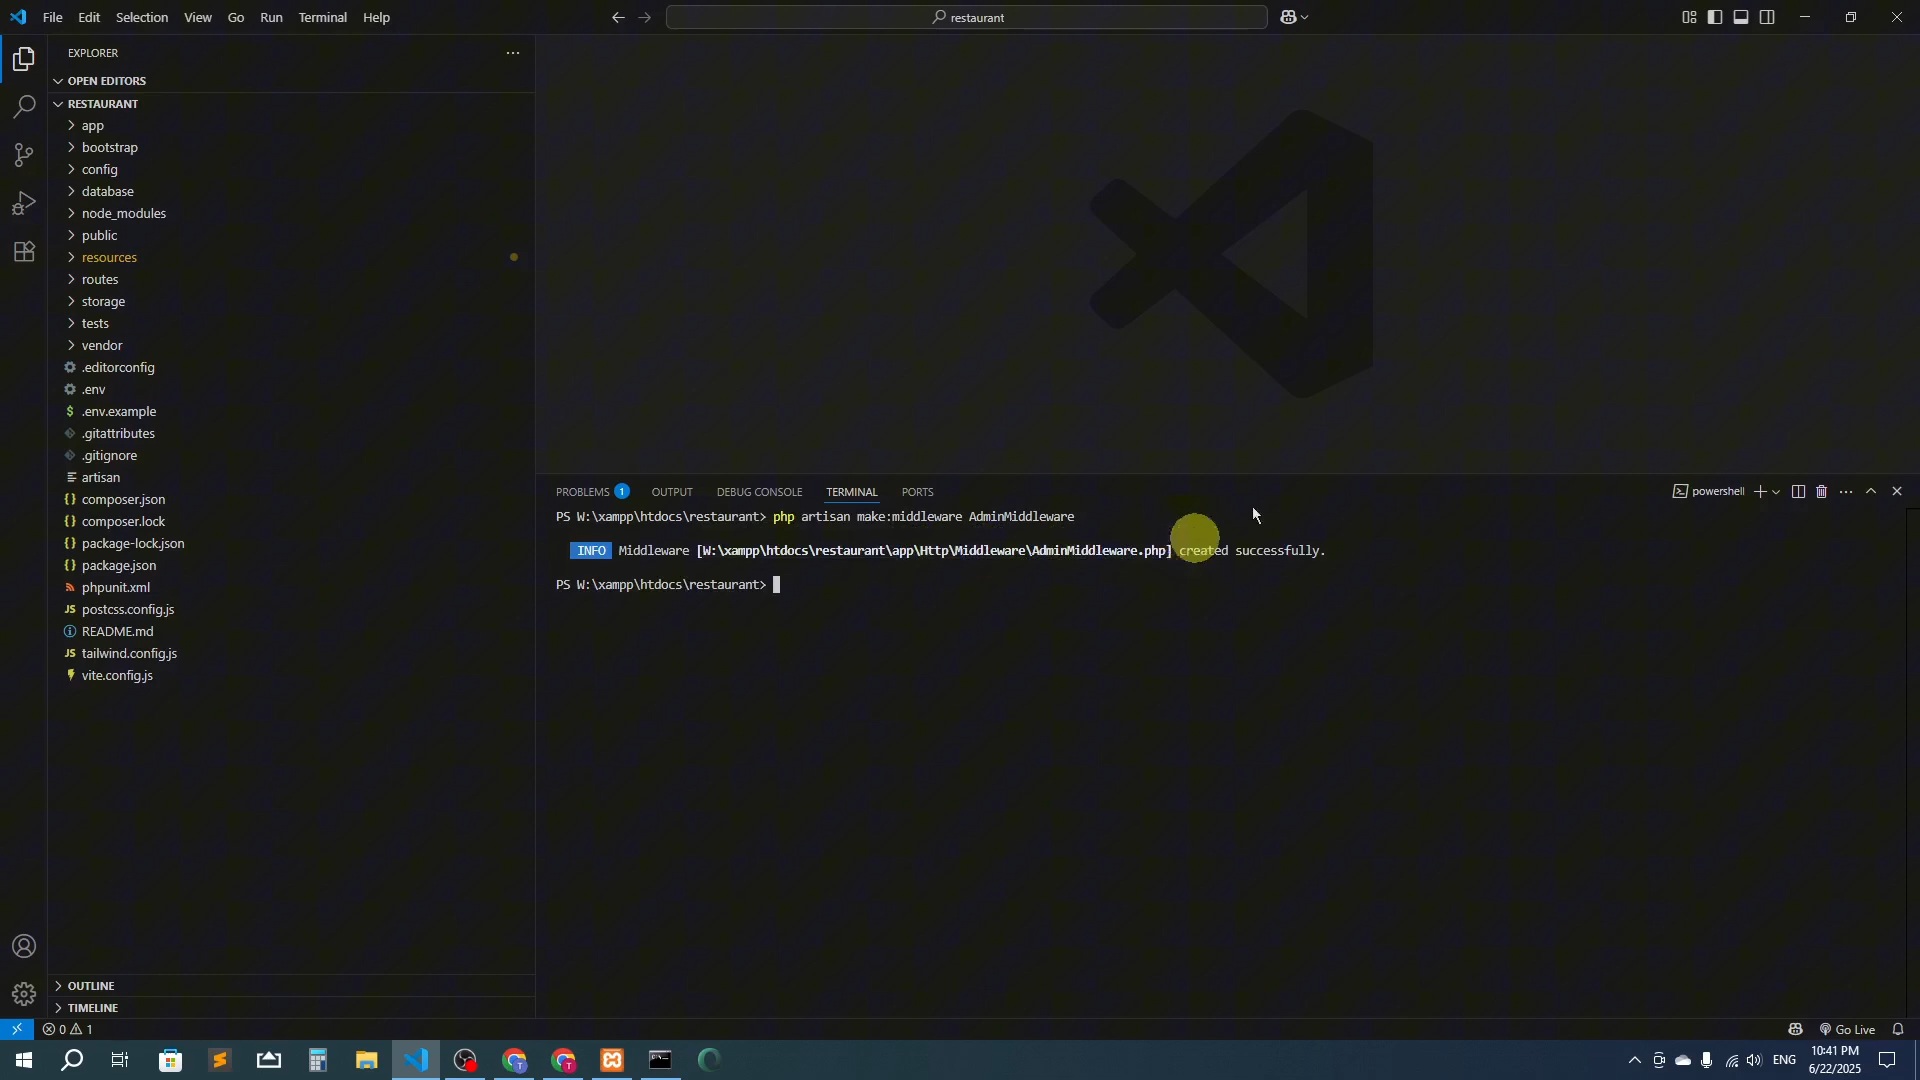 File Edit Selection View Go Run Terminal Help
restaurant
EXPLORER
OPEN EDITORS
RESTAURANT
app
bootstrap
config
database
node_modules
public
resources
routes
storage
tests
vendor
.editorconfig
.env
.env.example
.gitattributes
.gitignore
artisan
composer.json
composer.lock
package-lock.json
package.json
phpunit.xml
postcss.config.js
README.md
tailwind.config.js
vite.config.js
OUTLINE
TIMELINE
PROBLEMS 1 OUTPUT DEBUG CONSOLE TERMINAL PORTS
powershell
PS W:\xampp\htdocs\restaurant> php artisan make:middleware AdminMiddleware
INFO Middleware [W:\xampp\htdocs\restaurant\app\Http\Middleware\AdminMiddleware.php] created successfully.
PS W:\xampp\htdocs\restaurant>
0 1
Go Live
ENG
10:41 PM
6/22/2025